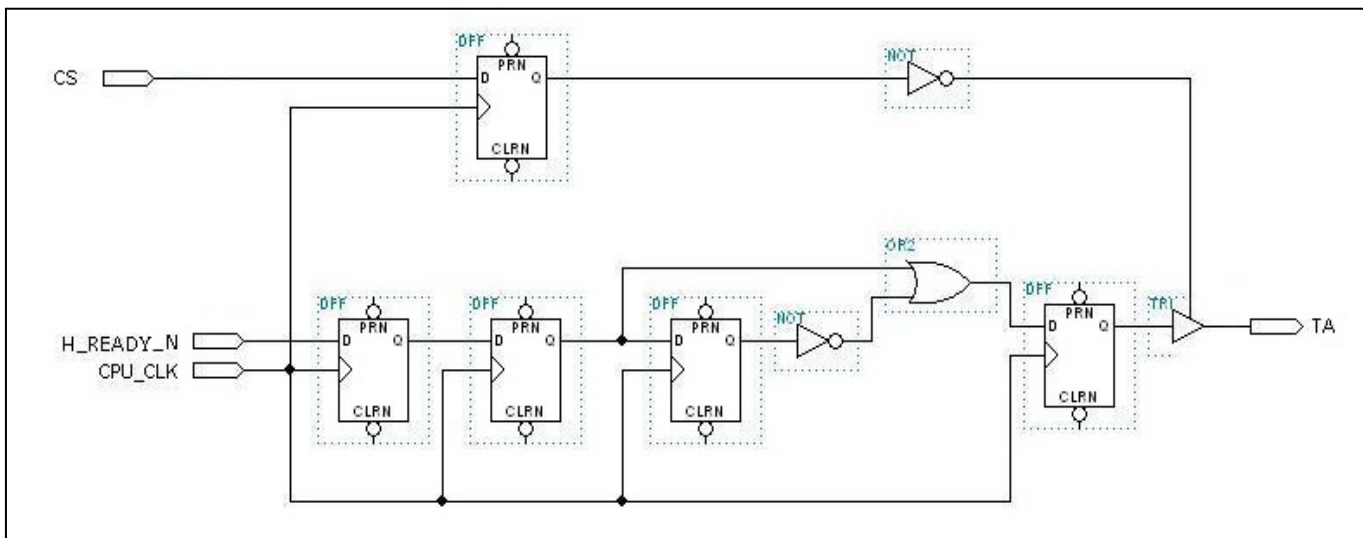 DFF
PRN
D Q
CLRN
CS
NOT
OR2
DFF
PRN
D Q
CLRN
DFF
PRN
D Q
CLRN
DFF
PRN
D Q
CLRN
NOT
DFF
PRN
D Q
CLRN
TRI
TA
H_READY_N
CPU_CLK